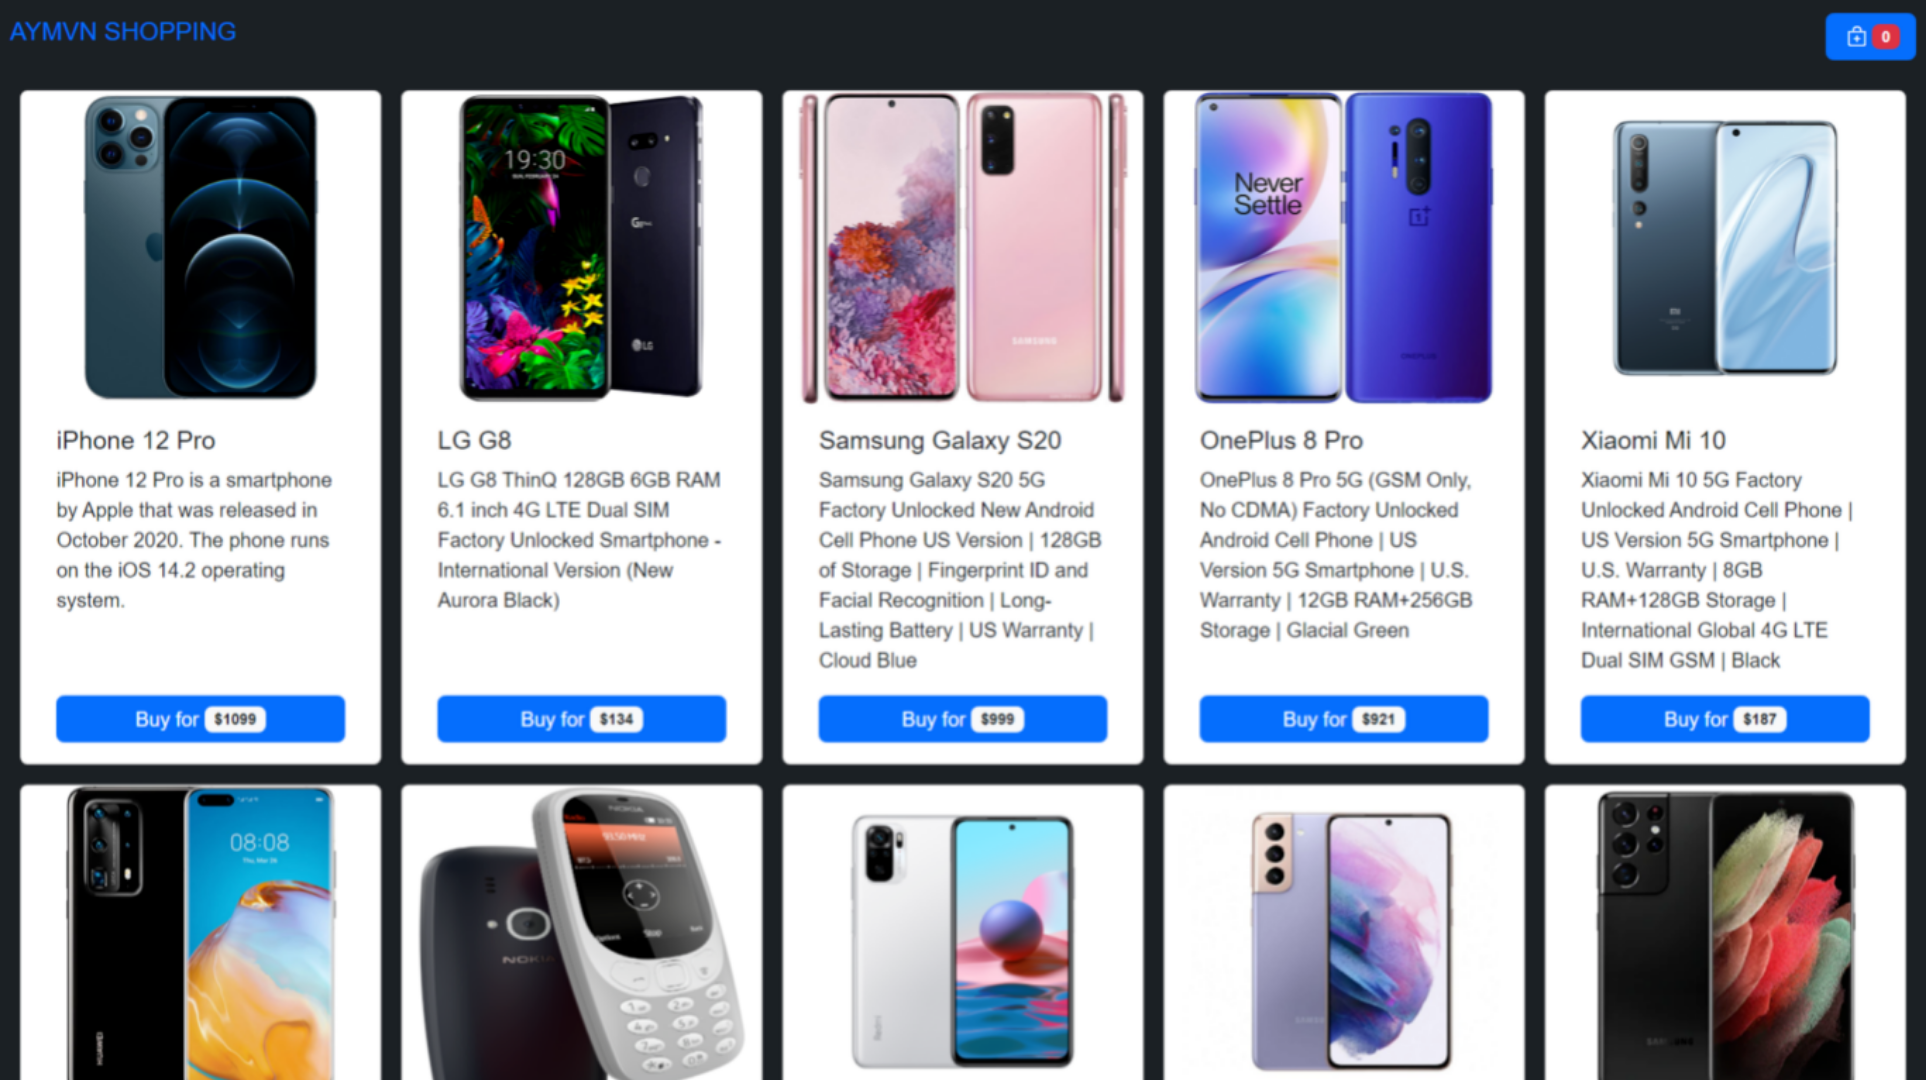 AYMVN SHOPPING
0
19:30
LG
SAMSUNG
Never
Settle
ONEPLUS
iPhone 12 Pro
iPhone 12 Pro is a smartphone
by Apple that was released in
October 2020. The phone runs
on the iOS 14.2 operating
system.
Buy for $1099
LG G8
LG G8 ThinQ 128GB 6GB RAM
6.1 inch 4G LTE Dual SIM
Factory Unlocked Smartphone -
International Version (New
Aurora Black)
Buy for $134
Samsung Galaxy S20
Samsung Galaxy S20 5G
Factory Unlocked New Android
Cell Phone US Version | 128GB
of Storage | Fingerprint ID and
Facial Recognition | Long-
Lasting Battery | US Warranty |
Cloud Blue
Buy for $999
OnePlus 8 Pro
OnePlus 8 Pro 5G (GSM Only,
No CDMA) Factory Unlocked
Android Cell Phone | US
Version 5G Smartphone | U.S.
Warranty | 12GB RAM+256GB
Storage | Glacial Green
Buy for $921
Xiaomi Mi 10
Xiaomi Mi 10 5G Factory
Unlocked Android Cell Phone |
US Version 5G Smartphone |
U.S. Warranty | 8GB
RAM+128GB Storage |
International Global 4G LTE
Dual SIM GSM | Black
Buy for $187
08:08
HUAWEI
NOKIA
NOKIA
Redmi
SAMSUNG
SAMSUNG